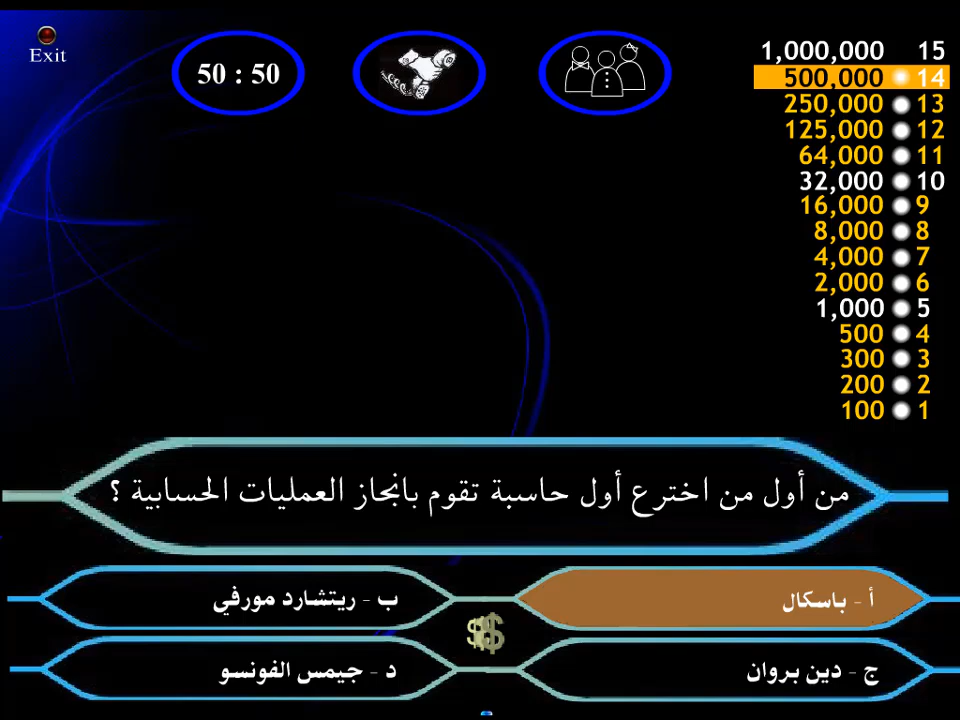 Exit
50 : 50
1,000,000 15
500,000 14
250,000 13
125,000 12
64,000 11
32,000 10
16,000 9
8,000 8
4,000 7
2,000 6
1,000 5
500 4
300 3
200 2
100 1
من أول من اخترع أول حاسبة تقوم بانجاز العمليات الحسابية ؟
أ - باسكال
ب - ريتشارد مورفي
ج - دين بروان
د - جيمس الفونسو
$$